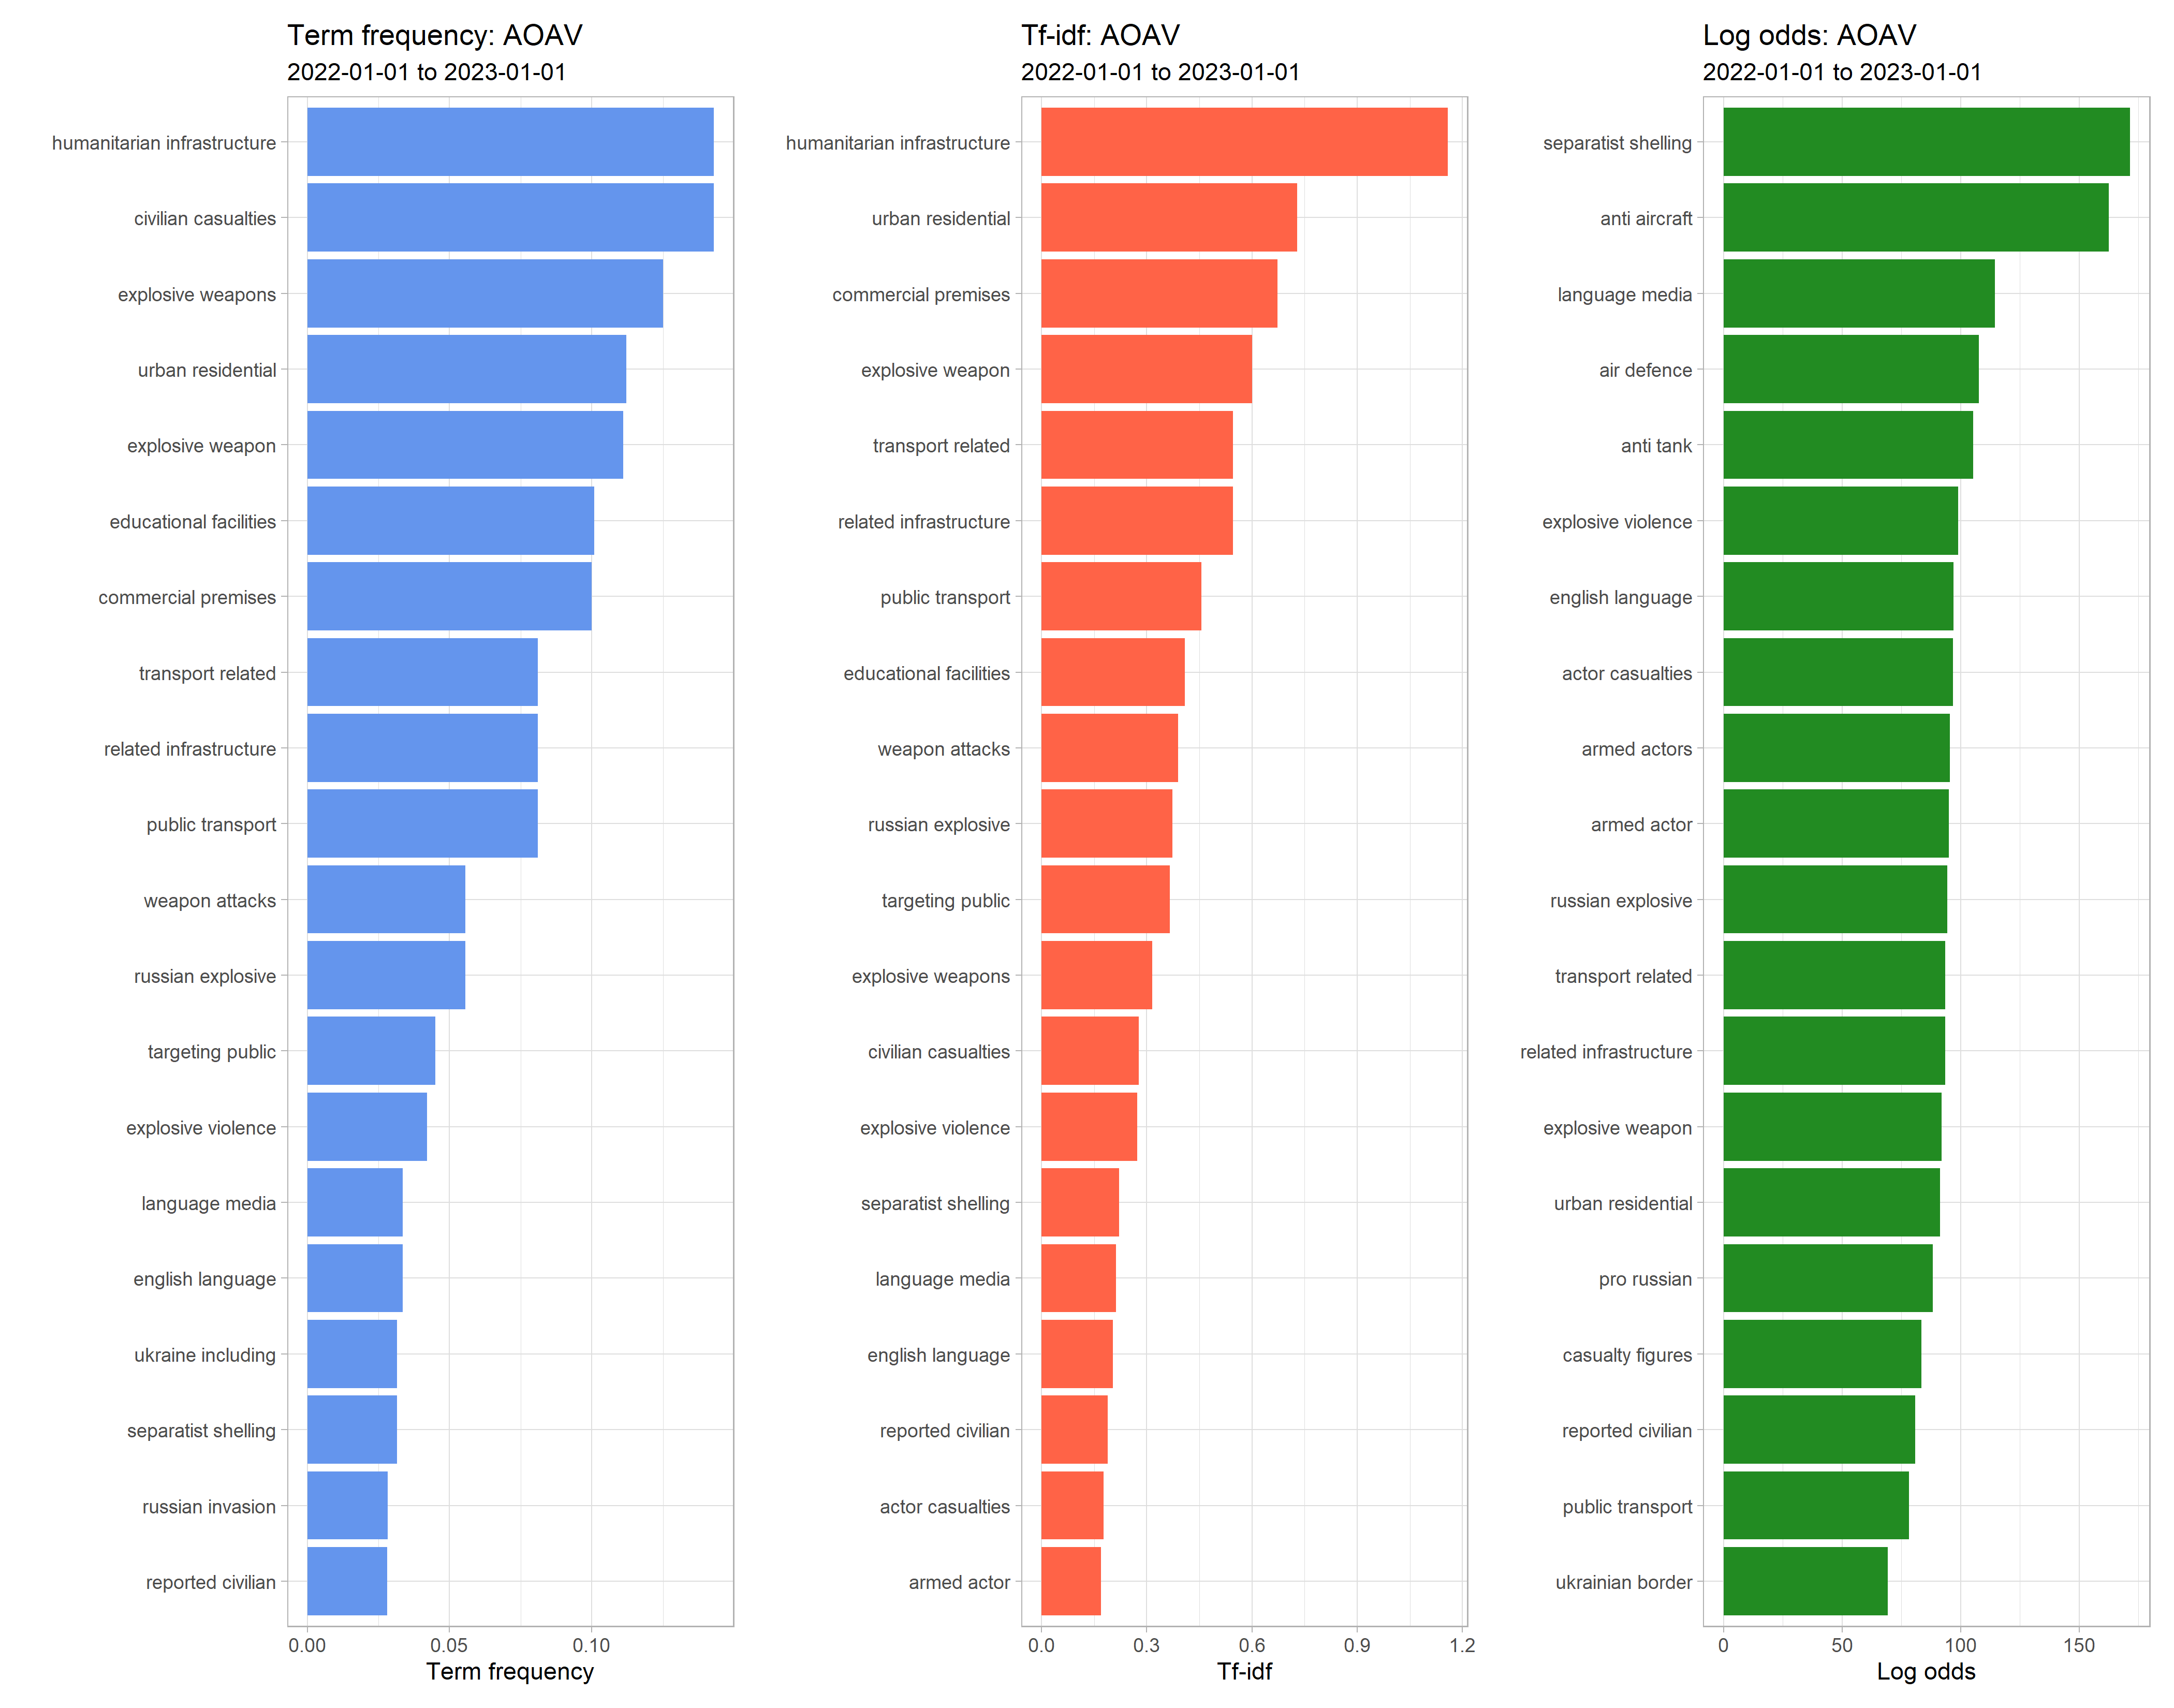 Term frequency: AOAV
2022-01-01 to 2023-01-01
humanitarian infrastructure
civilian casualties
explosive weapons
urban residential
explosive weapon
educational facilities
commercial premises
transport related
related infrastructure
public transport
weapon attacks
russian explosive
targeting public
explosive violence
language media
english language
ukraine including
separatist shelling
russian invasion
reported civilian
0.00 0.05 0.10
Term frequency
Tf-idf: AOAV
2022-01-01 to 2023-01-01
humanitarian infrastructure
urban residential
commercial premises
explosive weapon
transport related
related infrastructure
public transport
educational facilities
weapon attacks
russian explosive
targeting public
explosive weapons
civilian casualties
explosive violence
separatist shelling
language media
english language
reported civilian
actor casualties
armed actor
0.0 0.3 0.6 0.9 1.2
Tf-idf
Log odds: AOAV
2022-01-01 to 2023-01-01
separatist shelling
anti aircraft
language media
air defence
anti tank
explosive violence
english language
actor casualties
armed actors
armed actor
russian explosive
transport related
related infrastructure
explosive weapon
urban residential
pro russian
casualty figures
reported civilian
public transport
ukrainian border
0 50 100 150
Log odds